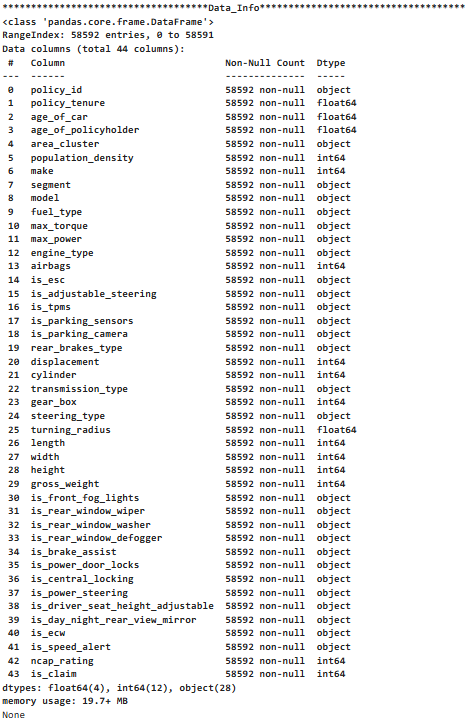 ***********************************Data_Info***********************************
<class 'pandas.core.frame.DataFrame'>
RangeIndex: 58592 entries, 0 to 58591
Data columns (total 44 columns):
 #   Column                            Non-Null Count  Dtype
---  ------                            --------------  -----
 0   policy_id                         58592 non-null  object
 1   policy_tenure                     58592 non-null  float64
 2   age_of_car                        58592 non-null  float64
 3   age_of_policyholder               58592 non-null  float64
 4   area_cluster                      58592 non-null  object
 5   population_density                58592 non-null  int64
 6   make                              58592 non-null  int64
 7   segment                           58592 non-null  object
 8   model                             58592 non-null  object
 9   fuel_type                         58592 non-null  object
 10  max_torque                        58592 non-null  object
 11  max_power                         58592 non-null  object
 12  engine_type                       58592 non-null  object
 13  airbags                           58592 non-null  int64
 14  is_esc                            58592 non-null  object
 15  is_adjustable_steering            58592 non-null  object
 16  is_tpms                           58592 non-null  object
 17  is_parking_sensors                58592 non-null  object
 18  is_parking_camera                 58592 non-null  object
 19  rear_brakes_type                  58592 non-null  object
 20  displacement                      58592 non-null  int64
 21  cylinder                          58592 non-null  int64
 22  transmission_type                 58592 non-null  object
 23  gear_box                          58592 non-null  int64
 24  steering_type                     58592 non-null  object
 25  turning_radius                    58592 non-null  float64
 26  length                            58592 non-null  int64
 27  width                             58592 non-null  int64
 28  height                            58592 non-null  int64
 29  gross_weight                      58592 non-null  int64
 30  is_front_fog_lights               58592 non-null  object
 31  is_rear_window_wiper              58592 non-null  object
 32  is_rear_window_washer             58592 non-null  object
 33  is_rear_window_defogger           58592 non-null  object
 34  is_brake_assist                   58592 non-null  object
 35  is_power_door_locks               58592 non-null  object
 36  is_central_locking                58592 non-null  object
 37  is_power_steering                 58592 non-null  object
 38  is_driver_seat_height_adjustable  58592 non-null  object
 39  is_day_night_rear_view_mirror     58592 non-null  object
 40  is_ecw                            58592 non-null  object
 41  is_speed_alert                    58592 non-null  object
 42  ncap_rating                       58592 non-null  int64
 43  is_claim                          58592 non-null  int64
dtypes: float64(4), int64(12), object(28)
memory usage: 19.7+ MB
None